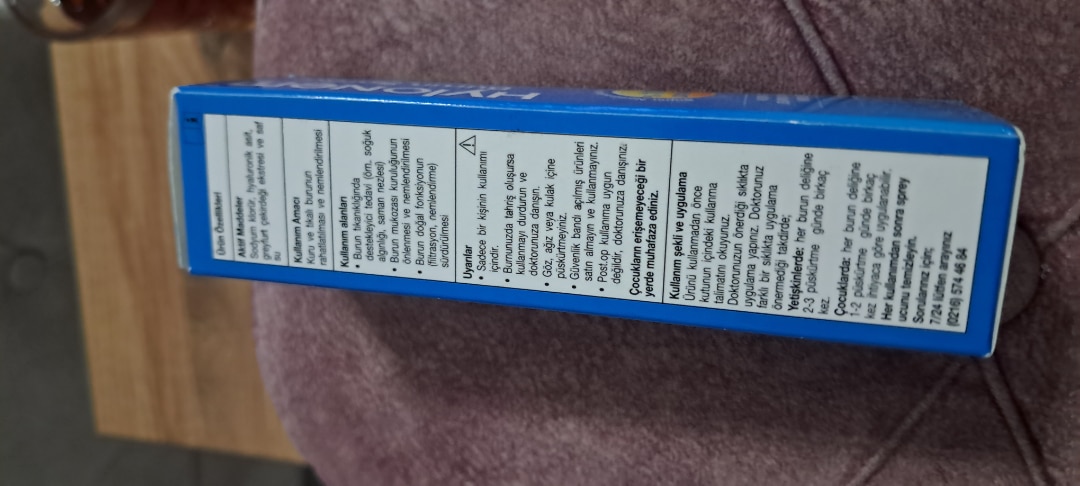 Ürün Özellikleri
Aktif Maddeler
Sodyum klorür, hyaluronik asit,
greyfurt çekirdeği ekstresi ve saf
su
Kullanım Amacı
Kuru ve tıkalı burunun
rahatlatılması ve nemlendirilmesi
Kullanım alanları
• Burun tıkanıklığında
destekleyici tedavi (örn. soğuk
algınlığı, saman nezlesi)
• Burun mukozası kuruluğunun
önlenmesi ve nemlendirilmesi
• Burun doğal fonksiyonun
(filtrasyon, nemlendirme)
sürdürülmesi
Uyarılar
• Sadece bir kişinin kullanımı
içindir.
• Burnunuzda tahriş oluşursa
kullanmayı durdurun ve
doktorunuza danışın.
• Göz, ağız veya kulak içine
püskürtmeyiniz.
• Güvenlik bandı açılmış ürünleri
satın almayın ve kullanmayınız.
• Post.op kullanıma uygun
değildir, doktorunuza danışınız.
Çocukların erişemeyeceği bir
yerde muhafaza ediniz.
Kullanım şekli ve uygulama
Ürünü kullanmadan önce
kutunun içindeki kullanma
talimatını okuyunuz.
Doktorunuzun önerdiği sıklıkta
uygulama yapınız. Doktorunuz
farklı bir sıklıkta uygulama
önermediği takdirde;
Yetişkinlerde: her burun deliğine
2-3 püskürtme günde birkaç
kez.
Çocuklarda: her burun deliğine
1-2 püskürtme günde birkaç
kez ihtiyaca göre uygulanabilir.
Her kullanımdan sonra sprey
ucunu temizleyin.
Sorularınız için;
7/24 lütfen arayınız
(0216) 574 46 84